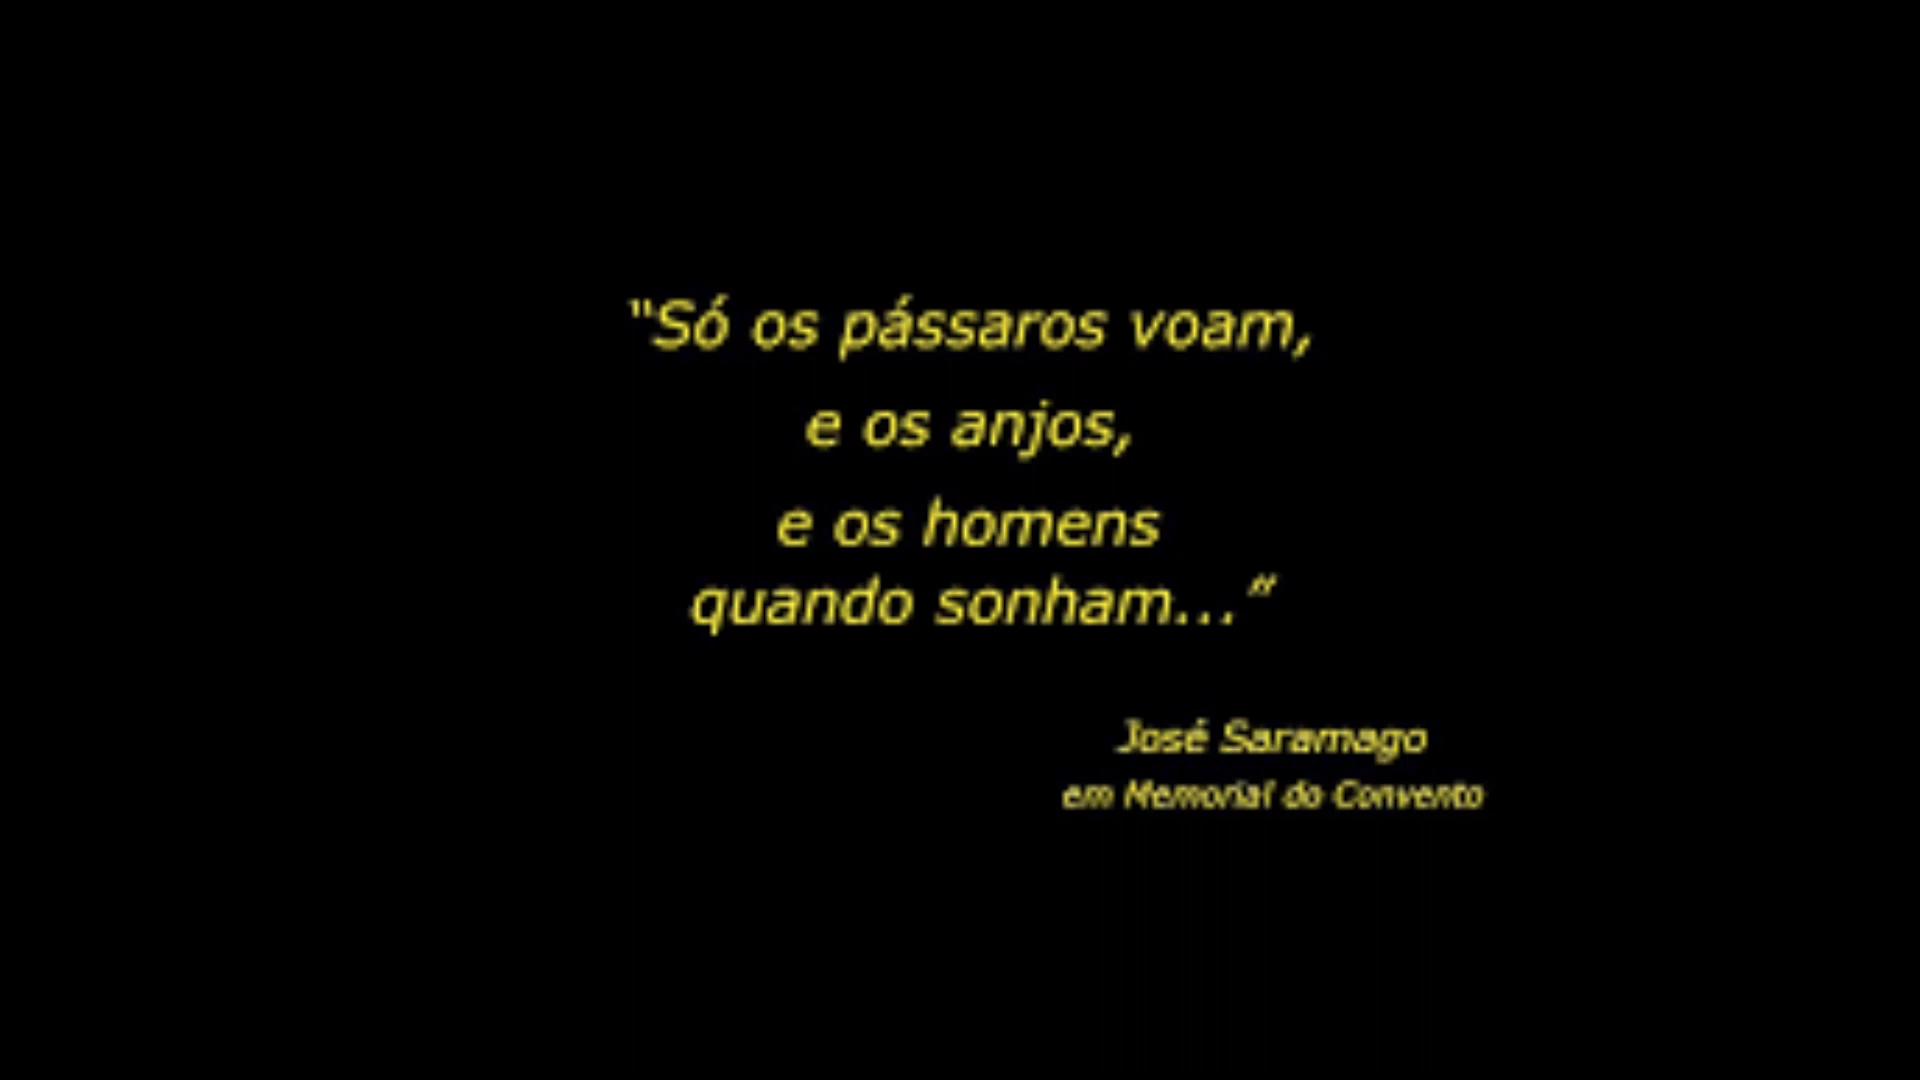 “Só os pássaros voam,
e os anjos,
e os homens
quando sonham...”
José Saramago
em Memorial do Convento